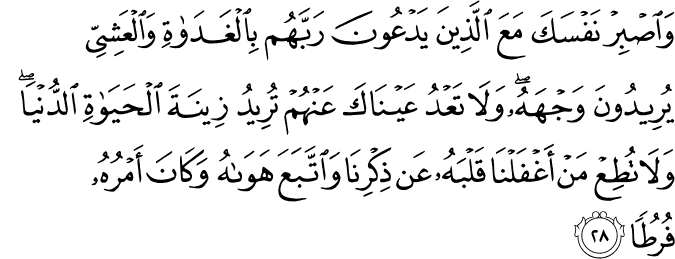 وَٱصۡبِرۡ نَفۡسَكَ مَعَ ٱلَّذِينَ يَدۡعُونَ رَبَّهُم بِٱلۡغَدَوٰةِ وَٱلۡعَشِيِّ
يُرِيدُونَ وَجۡهَهُۥۖ وَلَا تَعۡدُ عَيۡنَاكَ عَنۡهُمۡ تُرِيدُ زِينَةَ ٱلۡحَيَوٰةِ ٱلدُّنۡيَاۖ
وَلَا تُطِعۡ مَنۡ أَغۡفَلۡنَا قَلۡبَهُۥ عَن ذِكۡرِنَا وَٱتَّبَعَ هَوَىٰهُ وَكَانَ أَمۡرُهُۥ
فُرُطٗا ٢٨